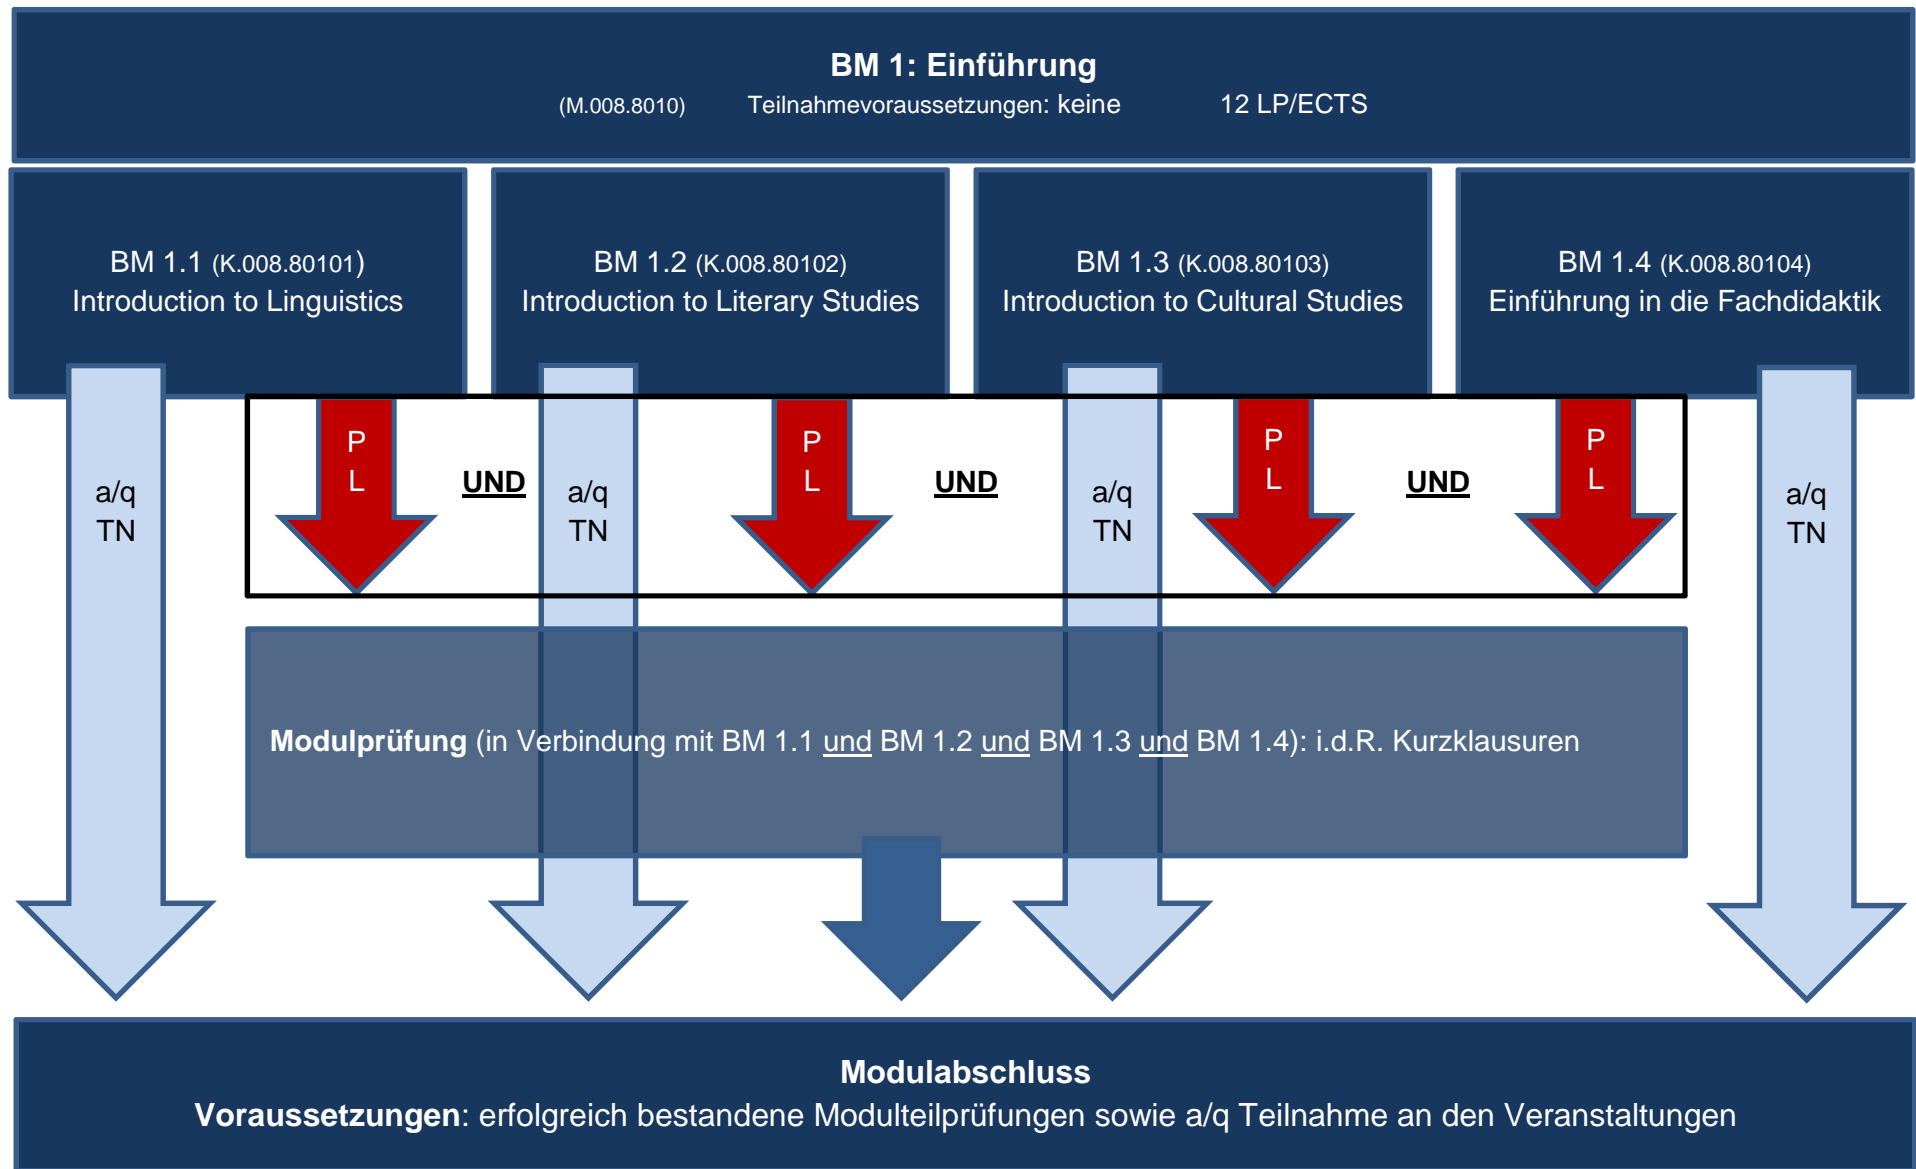 BM 1: Einführung
(M.008.8010) Teilnahmevoraussetzungen: keine 12 LP/ECTS
BM 1.1 (K.008.80101)
Introduction to Linguistics
BM 1.2 (K.008.80102)
Introduction to Literary Studies
BM 1.3 (K.008.80103)
Introduction to Cultural Studies
BM 1.4 (K.008.80104)
Einführung in die Fachdidaktik
a/q
TN
P
L
UND
a/q
TN
P
L
UND
a/q
TN
P
L
UND
P
L
a/q
TN
Modulprüfung (in Verbindung mit BM 1.1 und BM 1.2 und BM 1.3 und BM 1.4): i.d.R. Kurzklausuren
Modulabschluss
Voraussetzungen: erfolgreich bestandene Modulteilprüfungen sowie a/q Teilnahme an den Veranstaltungen